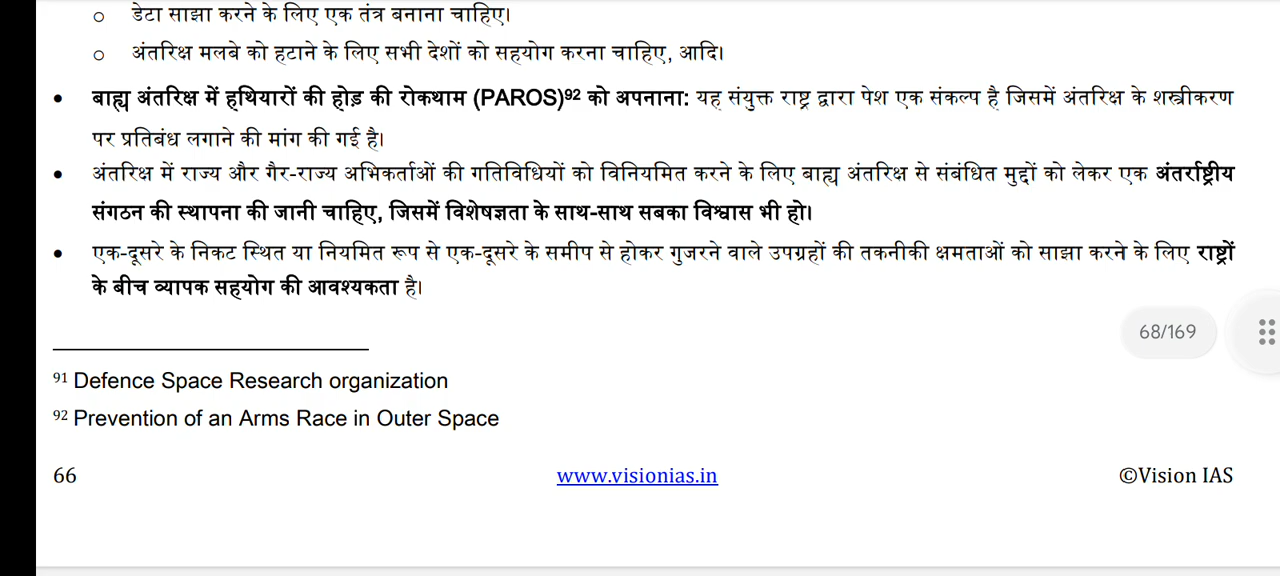 o डेटा साझा करने के लिए एक तंत्र बनाना चाहिए।
o अंतरिक्ष मलबे को हटाने के लिए सभी देशों को सहयोग करना चाहिए, आदि।
• बाह्य अंतरिक्ष में हथियारों की होड़ की रोकथाम (PAROS)92 को अपनाना: यह संयुक्त राष्ट्र द्वारा पेश एक संकल्प है जिसमें अंतरिक्ष के शस्त्रीकरण
पर प्रतिबंध लगाने की मांग की गई है।
• अंतरिक्ष में राज्य और गैर-राज्य अभिकर्ताओं की गतिविधियों को विनियमित करने के लिए बाह्य अंतरिक्ष से संबंधित मुद्दों को लेकर एक अंतर्राष्ट्रीय
संगठन की स्थापना की जानी चाहिए, जिसमें विशेषज्ञता के साथ-साथ सबका विश्वास भी हो।
• एक-दूसरे के निकट स्थित या नियमित रूप से एक-दूसरे के समीप से होकर गुजरने वाले उपग्रहों की तकनीकी क्षमताओं को साझा करने के लिए राष्ट्रों
के बीच व्यापक सहयोग की आवश्यकता है।
68/169
91 Defence Space Research organization
92 Prevention of an Arms Race in Outer Space
66 www.visionias.in ©Vision IAS